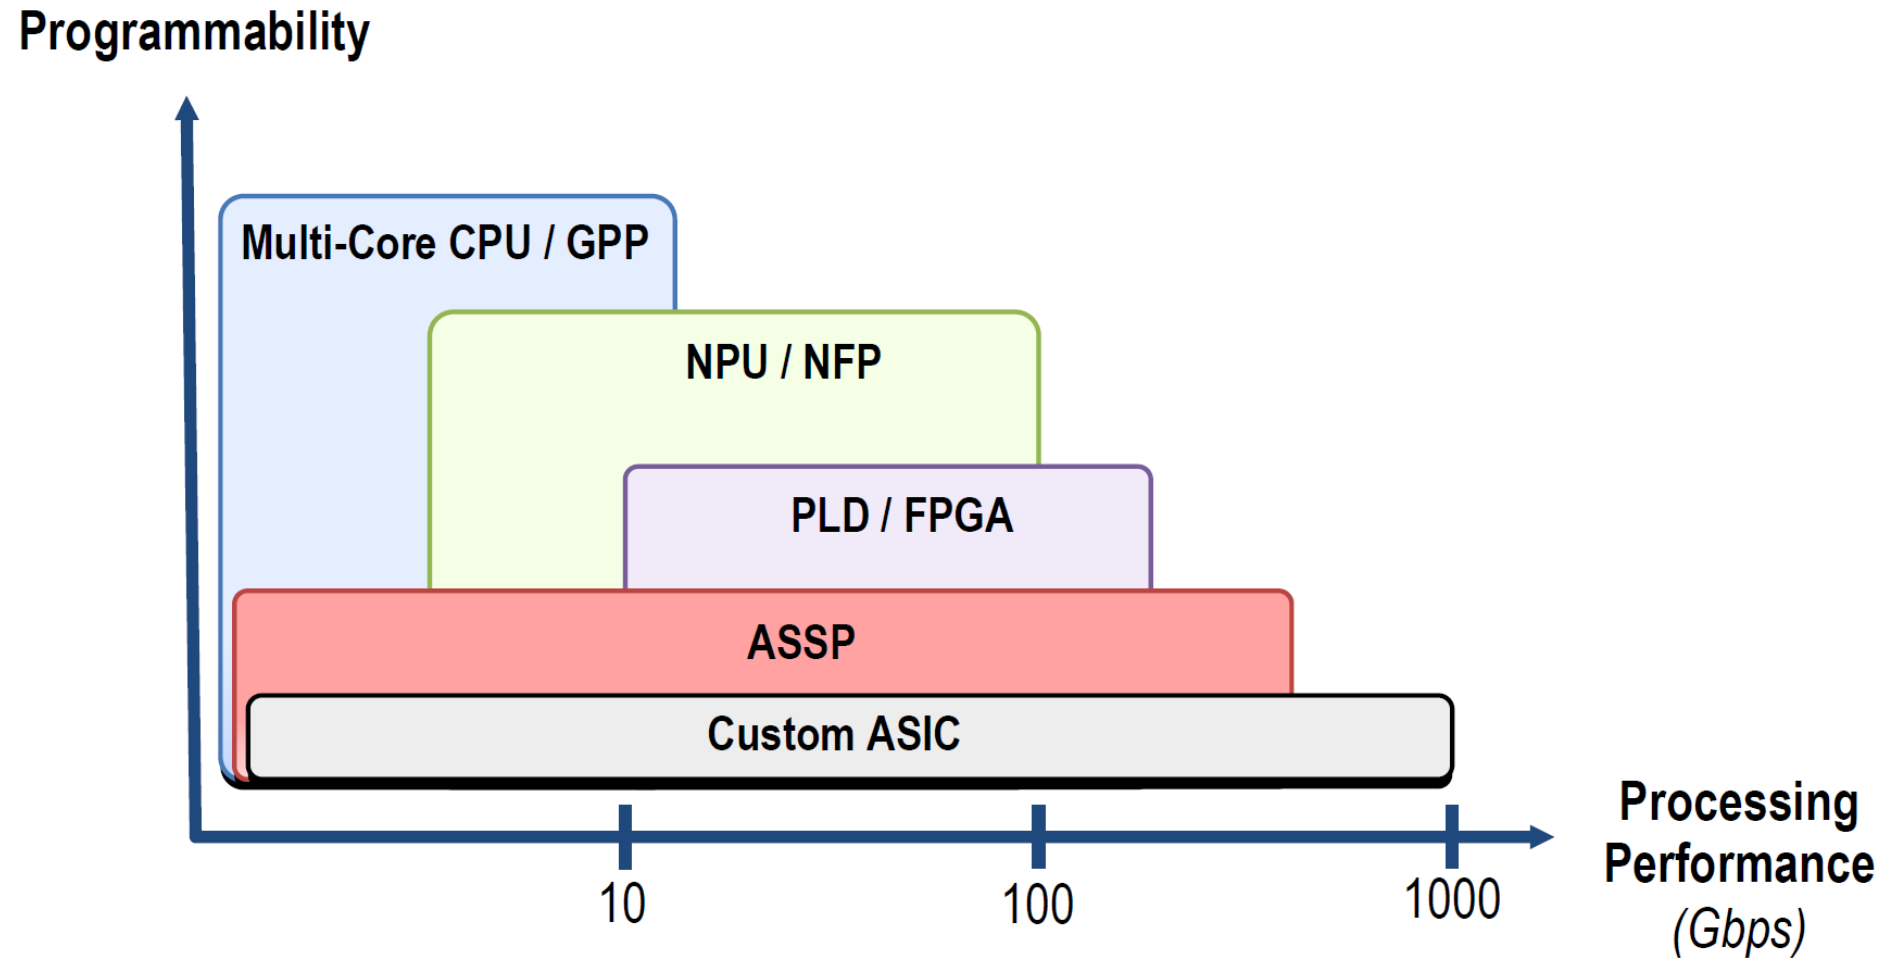 Programmability
Multi-Core CPU / GPP
NPU / NFP
PLD / FPGA
ASSP
Custom ASIC
10
100
1000
Processing
Performance
(Gbps)